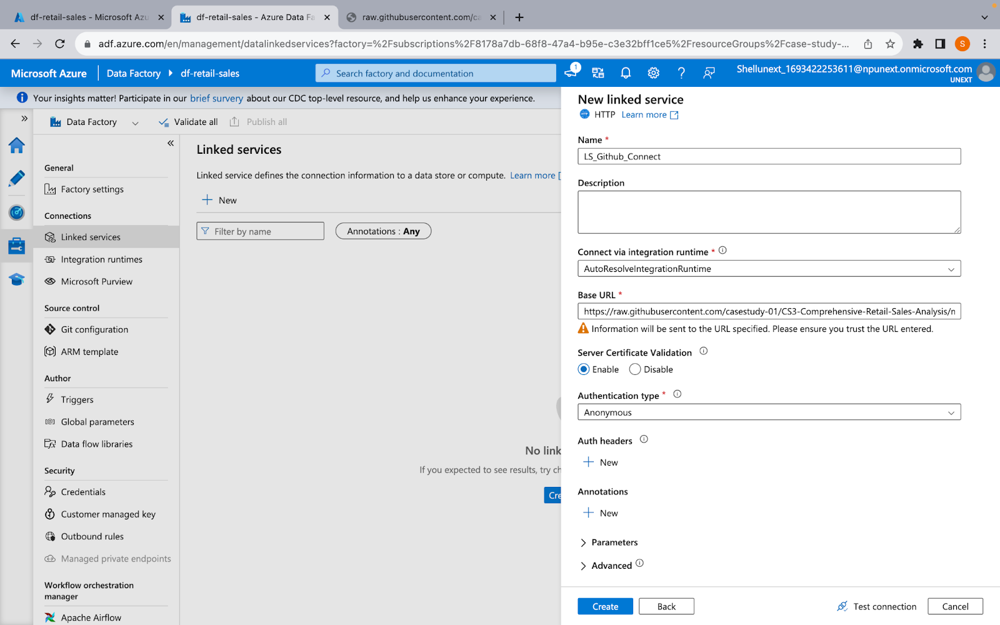 df-retail-sales - Microsoft Azu
df-retail-sales - Azure Data Fa
raw.githubusercontent.com/ca
adf.azure.com/en/management/datalinkedservices?factory=%2Fsubscriptions%2F8178a7db-68f8-47a4-b95e-c3e32bff1ce5%2FresourceGroups%2Fcase-study-...
S
Microsoft Azure
Data Factory
df-retail-sales
Search factory and documentation
1
Shellunext_1693422253611@npunext.onmicrosoft.com
UNEXT
Your insights matter! Participate in our brief survey about our CDC top-level resource, and help us enhance your experience.
Data Factory
Validate all
Publish all
General
Factory settings
Connections
Linked services
Integration runtimes
Microsoft Purview
Source control
Git configuration
ARM template
Author
Triggers
Global parameters
Data flow libraries
Security
Credentials
Customer managed key
Outbound rules
Managed private endpoints
Workflow orchestration
manager
Apache Airflow
Linked services
Linked service defines the connection information to a data store or compute. Learn more
New
Filter by name
Annotations : Any
No link
If you expected to see results, try ch
Cre
New linked service
HTTP Learn more
Name *
LS_Github_Connect
Description
Connect via integration runtime *
AutoResolveIntegrationRuntime
Base URL *
https://raw.githubusercontent.com/casestudy-01/CS3-Comprehensive-Retail-Sales-Analysis/n
Information will be sent to the URL specified. Please ensure you trust the URL entered.
Server Certificate Validation
Enable Disable
Authentication type *
Anonymous
Auth headers
New
Annotations
New
Parameters
Advanced
Create
Back
Test connection
Cancel